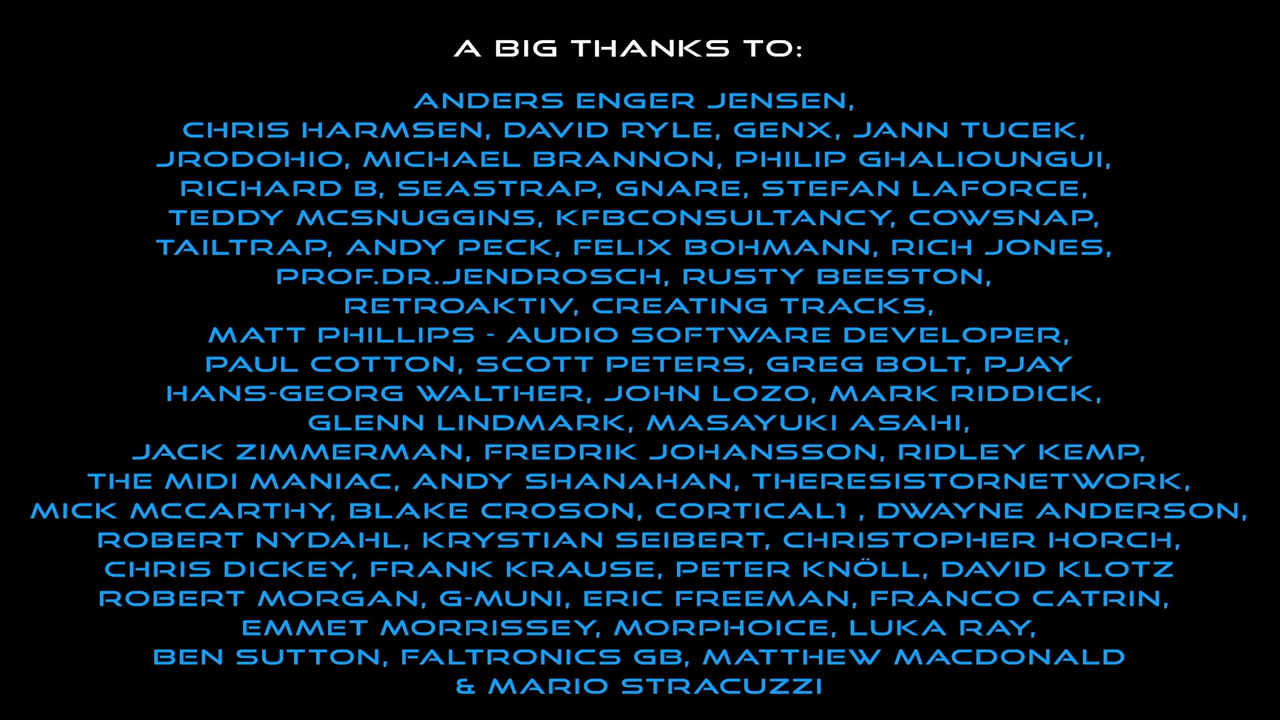 A BIG THANKS TO:
ANDERS ENGER JENSEN,
CHRIS HARMSEN, DAVID RYLE, GENX, JANN TUCEK,
JRODOHIO, MICHAEL BRANNON, PHILIP GHALIOUNGUI,
RICHARD B, SEASTRAP, GNARE, STEFAN LAFORCE,
TEDDY MCSNUGGINS, KFBCONSULTANCY, COWSNAP,
TAILTRAP, ANDY PECK, FELIX BOHMANN, RICH JONES,
PROF.DR.JENDROSCH, RUSTY BEESTON,
RETROAKTIV, CREATING TRACKS,
MATT PHILLIPS - AUDIO SOFTWARE DEVELOPER,
PAUL COTTON, SCOTT PETERS, GREG BOLT, PJAY
HANS-GEORG WALTHER, JOHN LOZO, MARK RIDDICK,
GLENN LINDMARK, MASAYUKI ASAHI,
JACK ZIMMERMAN, FREDRIK JOHANSSON, RIDLEY KEMP,
THE MIDI MANIAC, ANDY SHANAHAN, THERESISTORNETWORK,
MICK MCCARTHY, BLAKE CROSON, CORTICAL1 , DWAYNE ANDERSON,
ROBERT NYDAHL, KRYSTIAN SEIBERT, CHRISTOPHER HORCH,
CHRIS DICKEY, FRANK KRAUSE, PETER KNÖLL, DAVID KLOTZ
ROBERT MORGAN, G-MUNI, ERIC FREEMAN, FRANCO CATRIN,
EMMET MORRISSEY, MORPHOICE, LUKA RAY,
BEN SUTTON, FALTRONICS GB, MATTHEW MACDONALD
& MARIO STRACUZZI